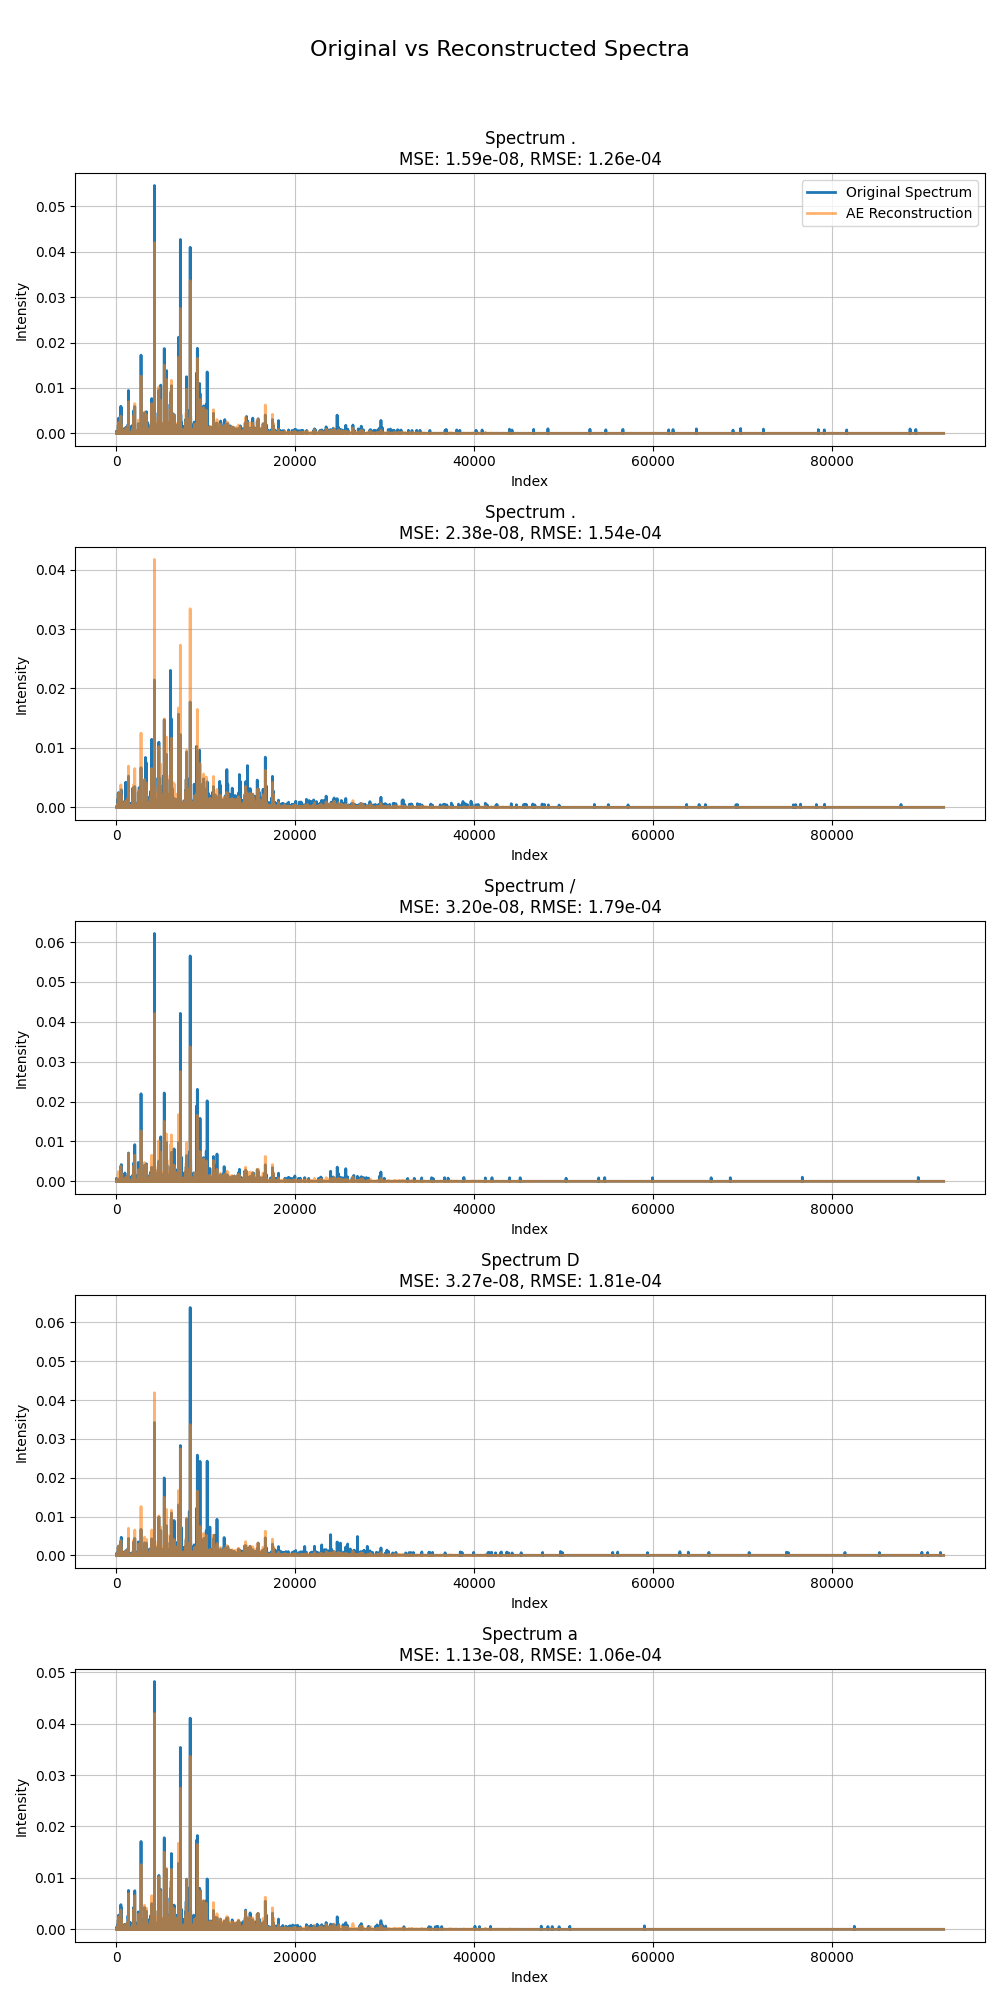 Original vs Reconstructed Spectra
Spectrum .
MSE: 1.59e-08, RMSE: 1.26e-04
Original Spectrum
AE Reconstruction
0.05
0.04
0.03
0.02
0.01
0.00
Intensity
0 20000 40000 60000 80000
Index
Spectrum .
MSE: 2.38e-08, RMSE: 1.54e-04
0.04
0.03
0.02
0.01
0.00
Intensity
0 20000 40000 60000 80000
Index
Spectrum /
MSE: 3.20e-08, RMSE: 1.79e-04
0.06
0.05
0.04
0.03
0.02
0.01
0.00
Intensity
0 20000 40000 60000 80000
Index
Spectrum D
MSE: 3.27e-08, RMSE: 1.81e-04
0.06
0.05
0.04
0.03
0.02
0.01
0.00
Intensity
0 20000 40000 60000 80000
Index
Spectrum a
MSE: 1.13e-08, RMSE: 1.06e-04
0.05
0.04
0.03
0.02
0.01
0.00
Intensity
0 20000 40000 60000 80000
Index